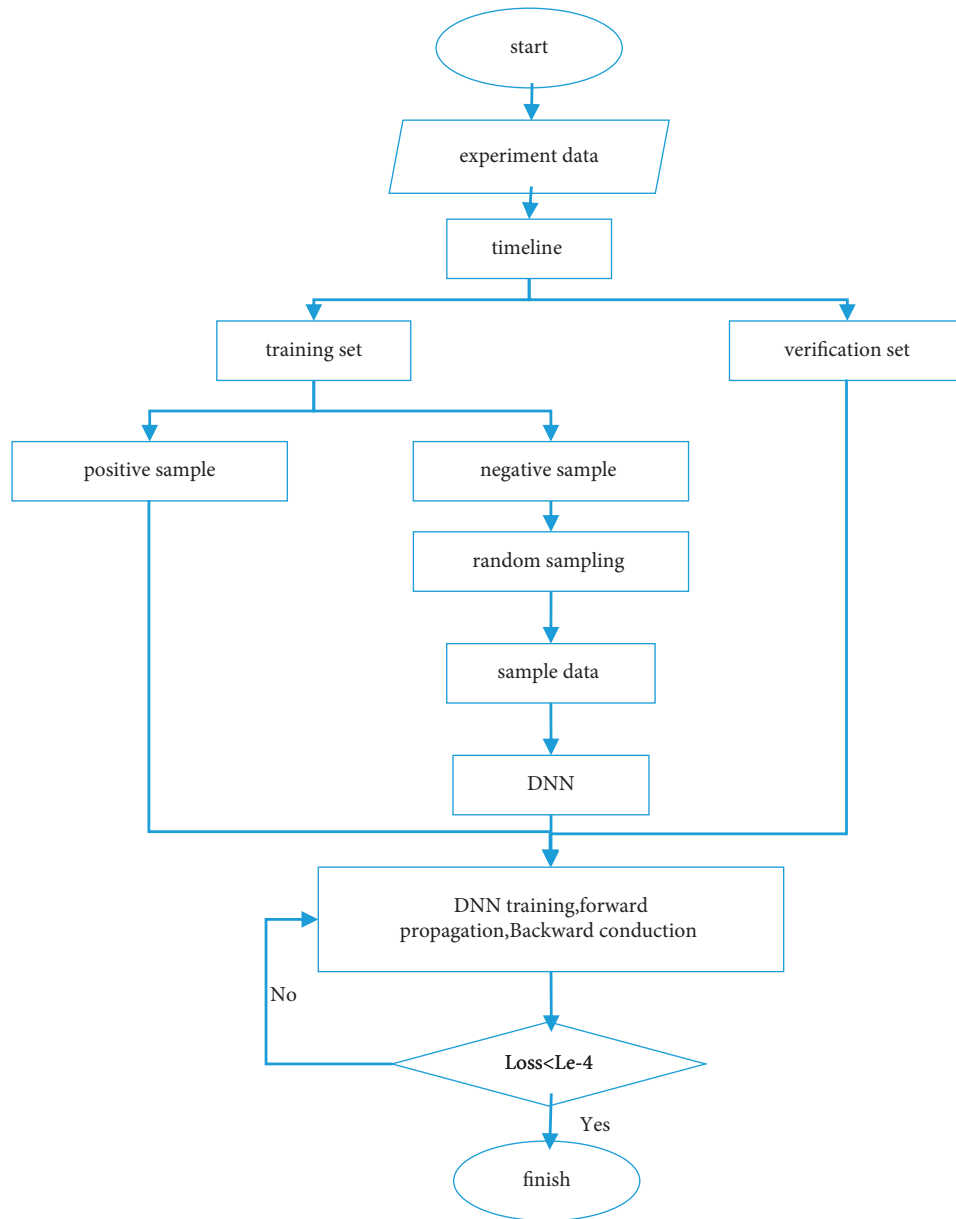 start
experiment data
timeline
training set
verification set
positive sample
negative sample
random sampling
sample data
DNN
DNN training,forward
propagation,Backward conduction
No
Loss<Le-4
Yes
finish